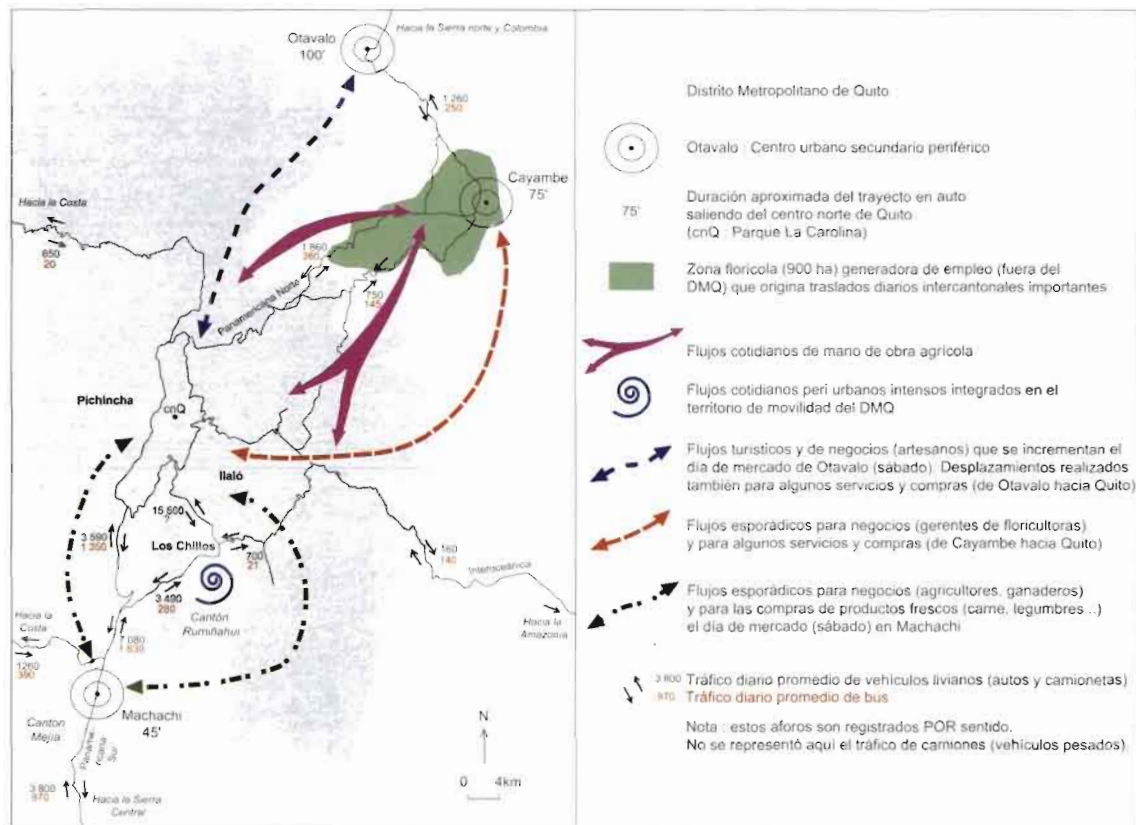 Hacia la Sierra norte y Colombia
Otavalo
100'
1 260
250
Cayambe
75'
Hacia la Costa
650
20
1 860
360
Panamericana Norte
750
145
Pichincha
cnQ
Ilaló
15 500
?
3 590
1 350
Los Chillos
700
21
3 490
280
Cantón
Rumiñahui
160
140
Interoceánica
Hacia la
Amazonía
Hacia la
Costa
1260
390
7 080
1 830
Machachi
45'
Cantón
Mejía
Paname-
ricana
Sur
3 800
970
Hacia la Sierra
Central
N
0 4km
Distrito Metropolitano de Quito
Otavalo : Centro urbano secundario periférico
75'
Duración aproximada del trayecto en auto
saliendo del centro norte de Quito
(cnQ : Parque La Carolina)
Zona florícola (900 ha) generadora de empleo (fuera del
DMQ) que origina traslados diarios intercantonales importantes
Flujos cotidianos de mano de obra agrícola
Flujos cotidianos peri urbanos intensos integrados en el
territorio de movilidad del DMQ
Flujos turísticos y de negocios (artesanos) que se incrementan el
día de mercado de Otavalo (sábado). Desplazamientos realizados
también para algunos servicios y compras (de Otavalo hacia Quito)
Flujos esporádicos para negocios (gerentes de floricultoras)
y para algunos servicios y compras (de Cayambe hacia Quito)
Flujos esporádicos para negocios (agricultores, ganaderos)
y para las compras de productos frescos (carne, legumbres...)
el día de mercado (sábado) en Machachi
3 800 Tráfico diario promedio de vehículos livianos (autos y camionetas)
970 Tráfico diario promedio de bus
Nota : estos aforos son registrados POR sentido.
No se representó aquí el tráfico de camiones (vehículos pesados)